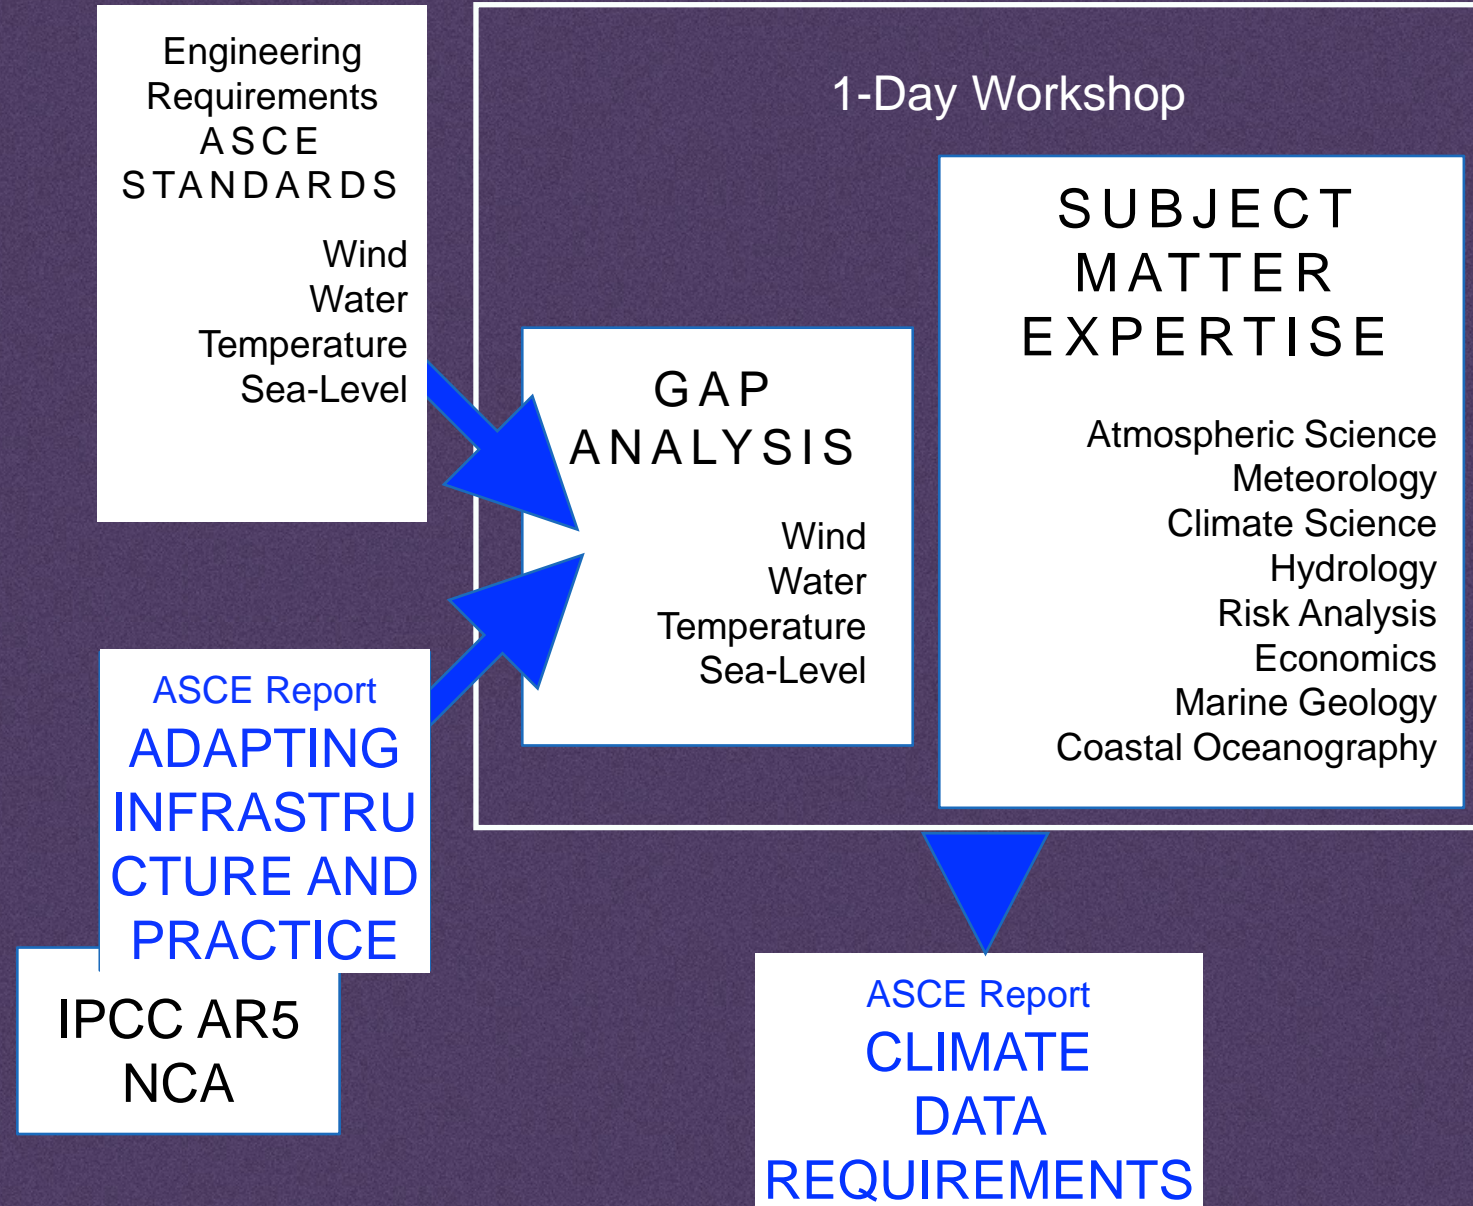 Engineering
Requirements
ASCE
STANDARDS
Wind
Water
Temperature
Sea-Level
1-Day Workshop
GAP
ANALYSIS
Wind
Water
Temperature
Sea-Level
SUBJECT
MATTER
EXPERTISE
Atmospheric Science
Meteorology
Climate Science
Hydrology
Risk Analysis
Economics
Marine Geology
Coastal Oceanography
ASCE Report
ADAPTING
INFRASTRU
CTURE AND
PRACTICE
IPCC AR5
NCA
ASCE Report
CLIMATE
DATA
REQUIREMENTS